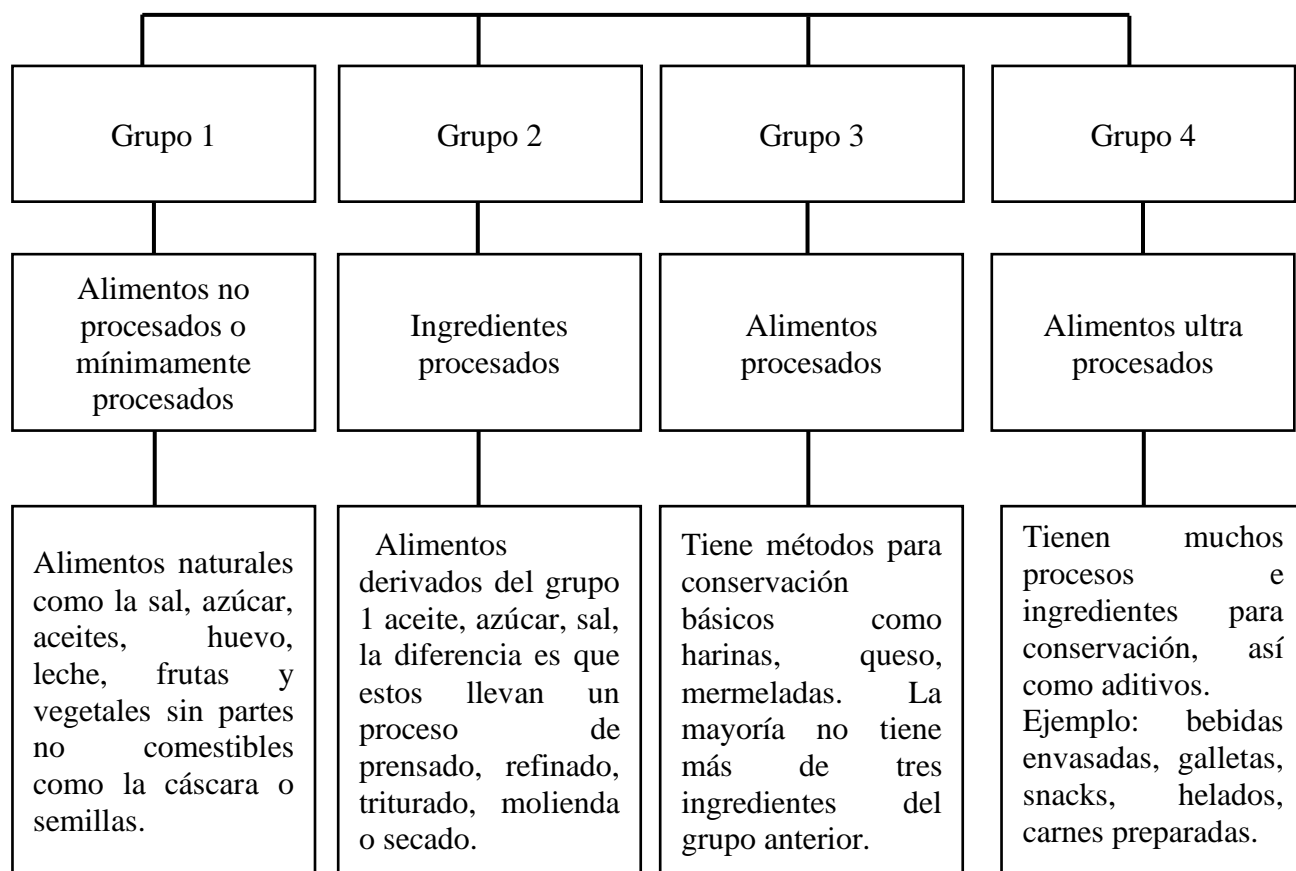 Grupo 1
Grupo 2
Grupo 3
Grupo 4
Alimentos no
procesados o
mínimamente
procesados
Ingredientes
procesados
Alimentos
procesados
Alimentos ultra
procesados
Alimentos naturales
como la sal, azúcar,
aceites, huevo,
leche, frutas y
vegetales sin partes
no comestibles
como la cáscara o
semillas.
Alimentos
derivados del grupo
1 aceite, azúcar, sal,
la diferencia es que
estos llevan un
proceso de
prensado, refinado,
triturado, molienda
o secado.
Tiene métodos para
conservación
básicos como
harinas, queso,
mermeladas. La
mayoría no tiene
más de tres
ingredientes del
grupo anterior.
Tienen muchos
procesos e
ingredientes para
conservación, así
como aditivos.
Ejemplo: bebidas
envasadas, galletas,
snacks, helados,
carnes preparadas.